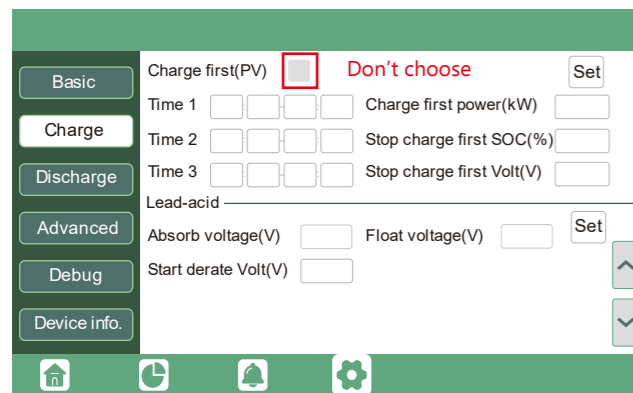 Basic
Charge
Discharge
Advanced
Debug
Device info.
Charge first(PV) Don't choose Set
Time 1 Charge first power(kW)
Time 2 Stop charge first SOC(%)
Time 3 Stop charge first Volt(V)
Lead-acid
Absorb voltage(V) Float voltage(V) Set
Start derate Volt(V)